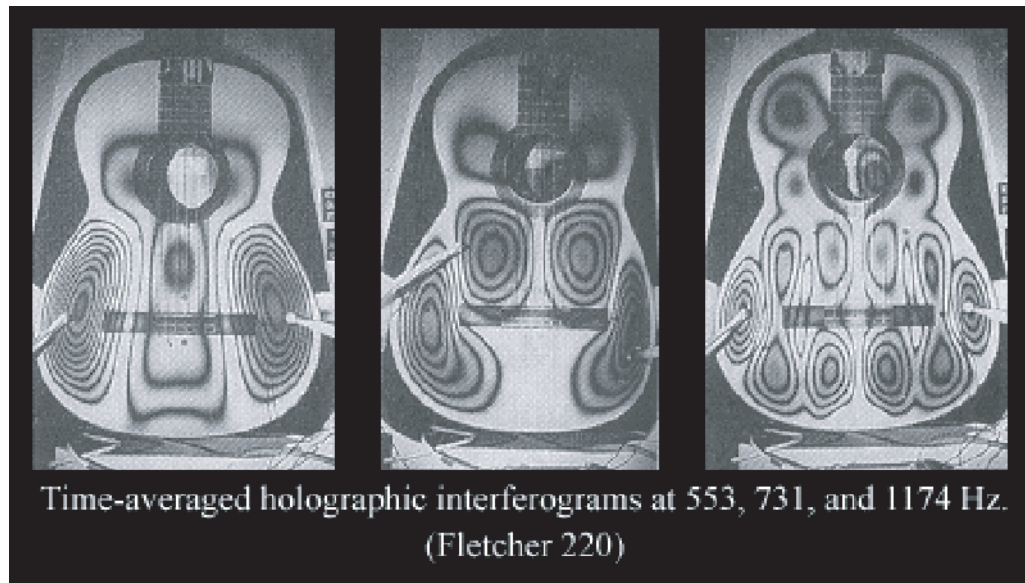 Time-averaged holographic interferograms at 553, 731, and 1174 Hz.
(Fletcher 220)